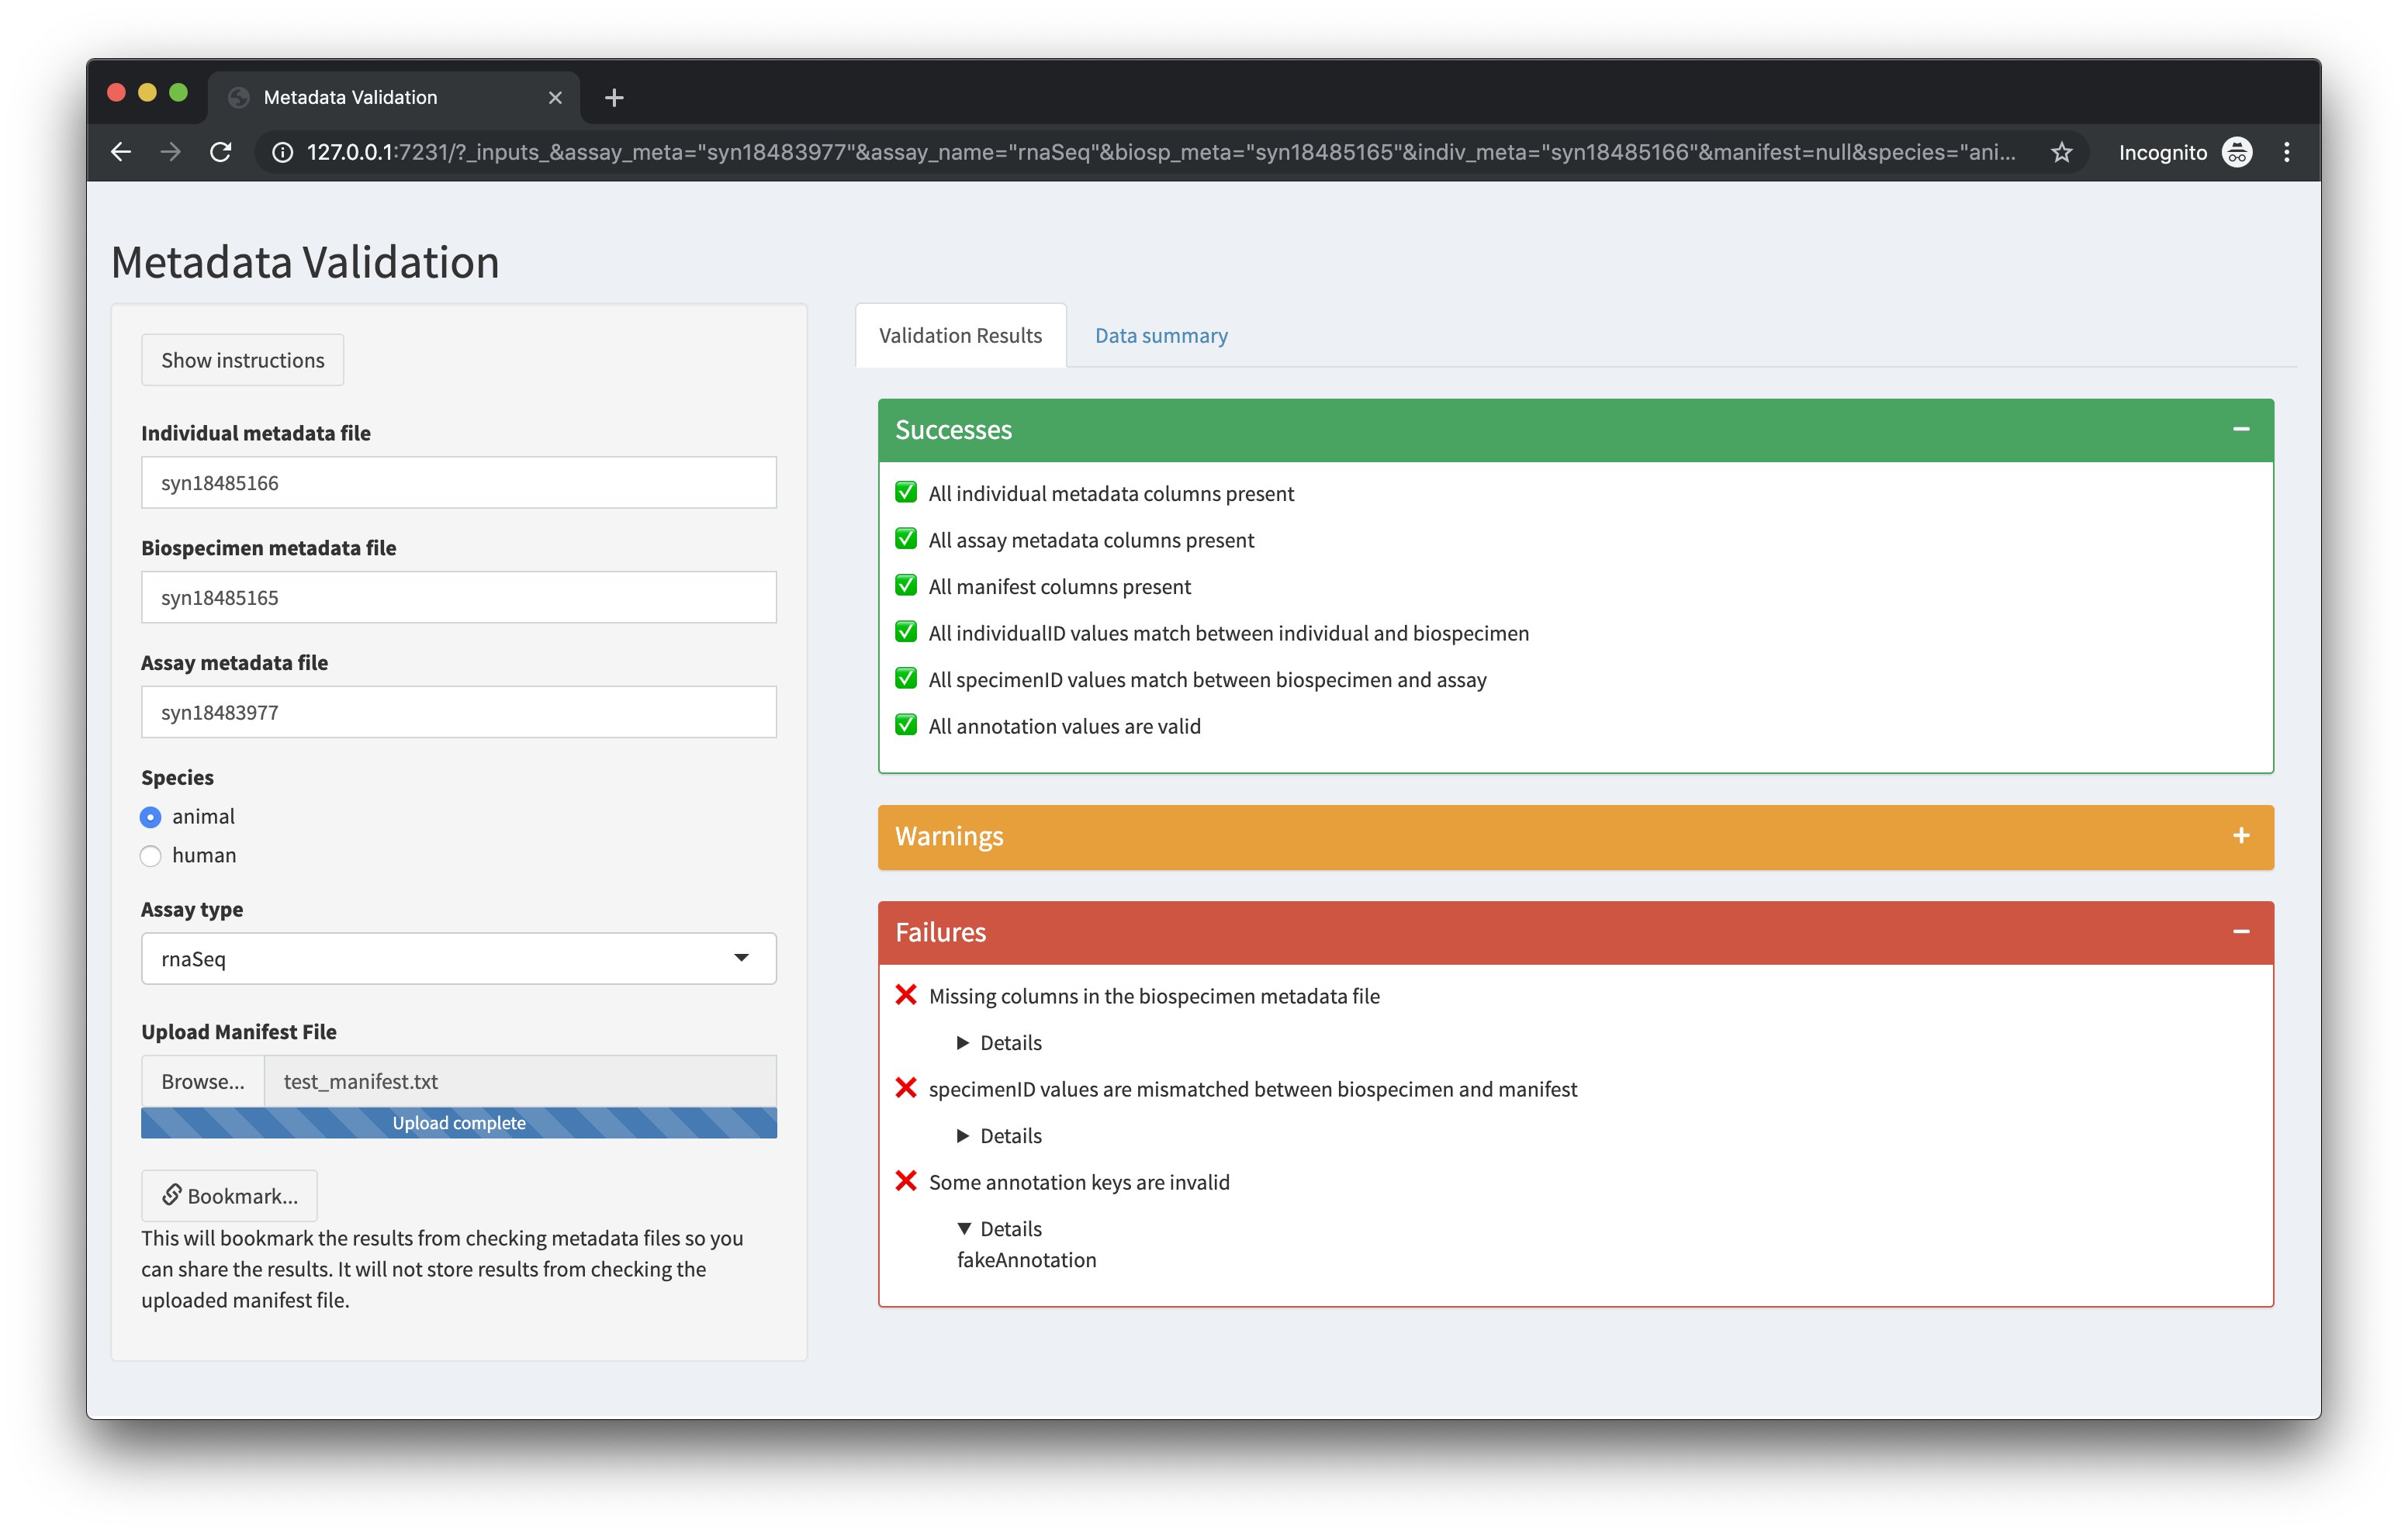 Metadata Validation
127.0.0.1:7231/?_inputs_&assay_meta="syn18483977"&assay_name="rnaSeq"&biosp_meta="syn18485165"&indiv_meta="syn18485166"&manifest=null&species="ani...
Incognito
Metadata Validation
Show instructions
Individual metadata file
syn18485166
Biospecimen metadata file
syn18485165
Assay metadata file
syn18483977
Species
animal
human
Assay type
rnaSeq
Upload Manifest File
Browse... test_manifest.txt
Upload complete
Bookmark...
This will bookmark the results from checking metadata files so you
can share the results. It will not store results from checking the
uploaded manifest file.
Validation Results
Data summary
Successes
All individual metadata columns present
All assay metadata columns present
All manifest columns present
All individualID values match between individual and biospecimen
All specimenID values match between biospecimen and assay
All annotation values are valid
Warnings
Failures
Missing columns in the biospecimen metadata file
Details
specimenID values are mismatched between biospecimen and manifest
Details
Some annotation keys are invalid
Details
fakeAnnotation